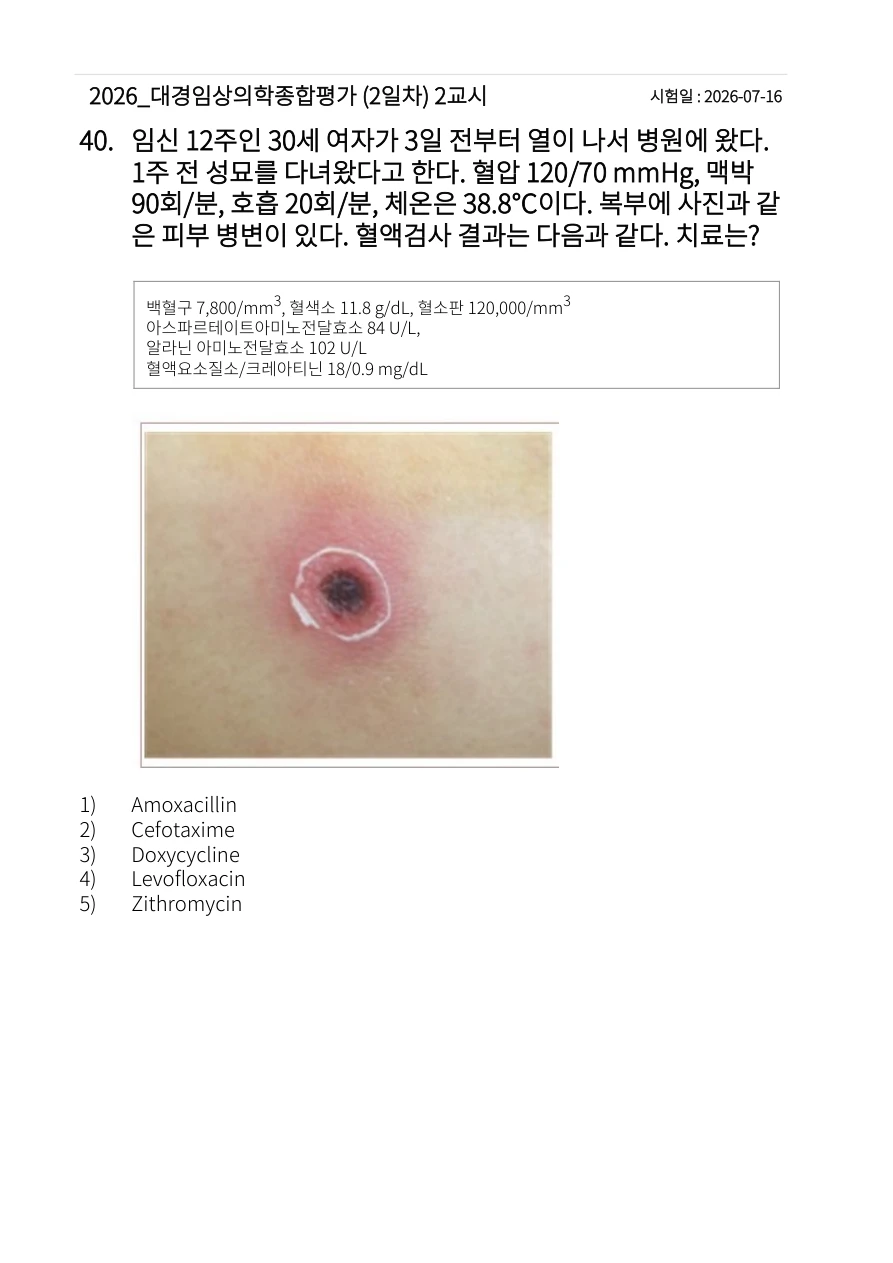 2026_대경임상의학종합평가 (2일차) 2교시
시험일 : 2026-07-16
40. 임신 12주인 30세 여자가 3일 전부터 열이 나서 병원에 왔다.
1주 전 성묘를 다녀왔다고 한다. 혈압 120/70 mmHg, 맥박
90회/분, 호흡 20회/분, 체온은 38.8℃이다. 복부에 사진과 같
은 피부 병변이 있다. 혈액검사 결과는 다음과 같다. 치료는?
백혈구 7,800/mm³, 혈색소 11.8 g/dL, 혈소판 120,000/mm³
아스파르테이트아미노전달효소 84 U/L,
알라닌 아미노전달효소 102 U/L
혈액요소질소/크레아티닌 18/0.9 mg/dL
1) Amoxacillin
2) Cefotaxime
3) Doxycycline
4) Levofloxacin
5) Zithromycin